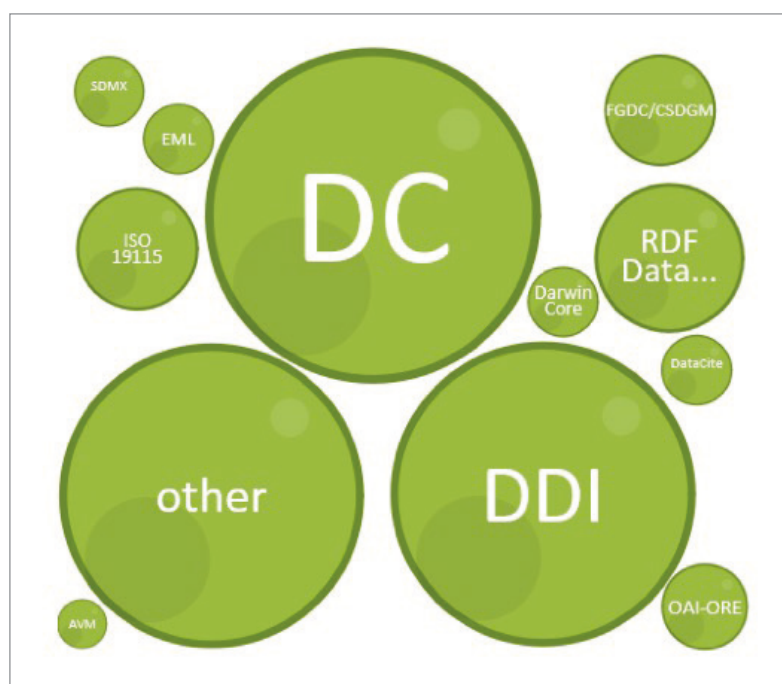 SDMX
EML
DC
FGDC/CSDGM
ISO
19115
RDF
Data...
Darwin
Core
DataCite
other
DDI
AVM
OAI-ORE